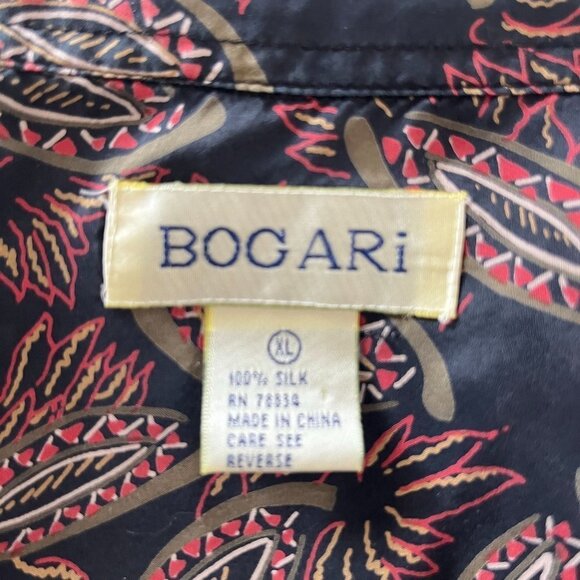 BOGARi
XL
100% SILK
RN 78834
MADE IN CHINA
CARE SEE
REVERSE